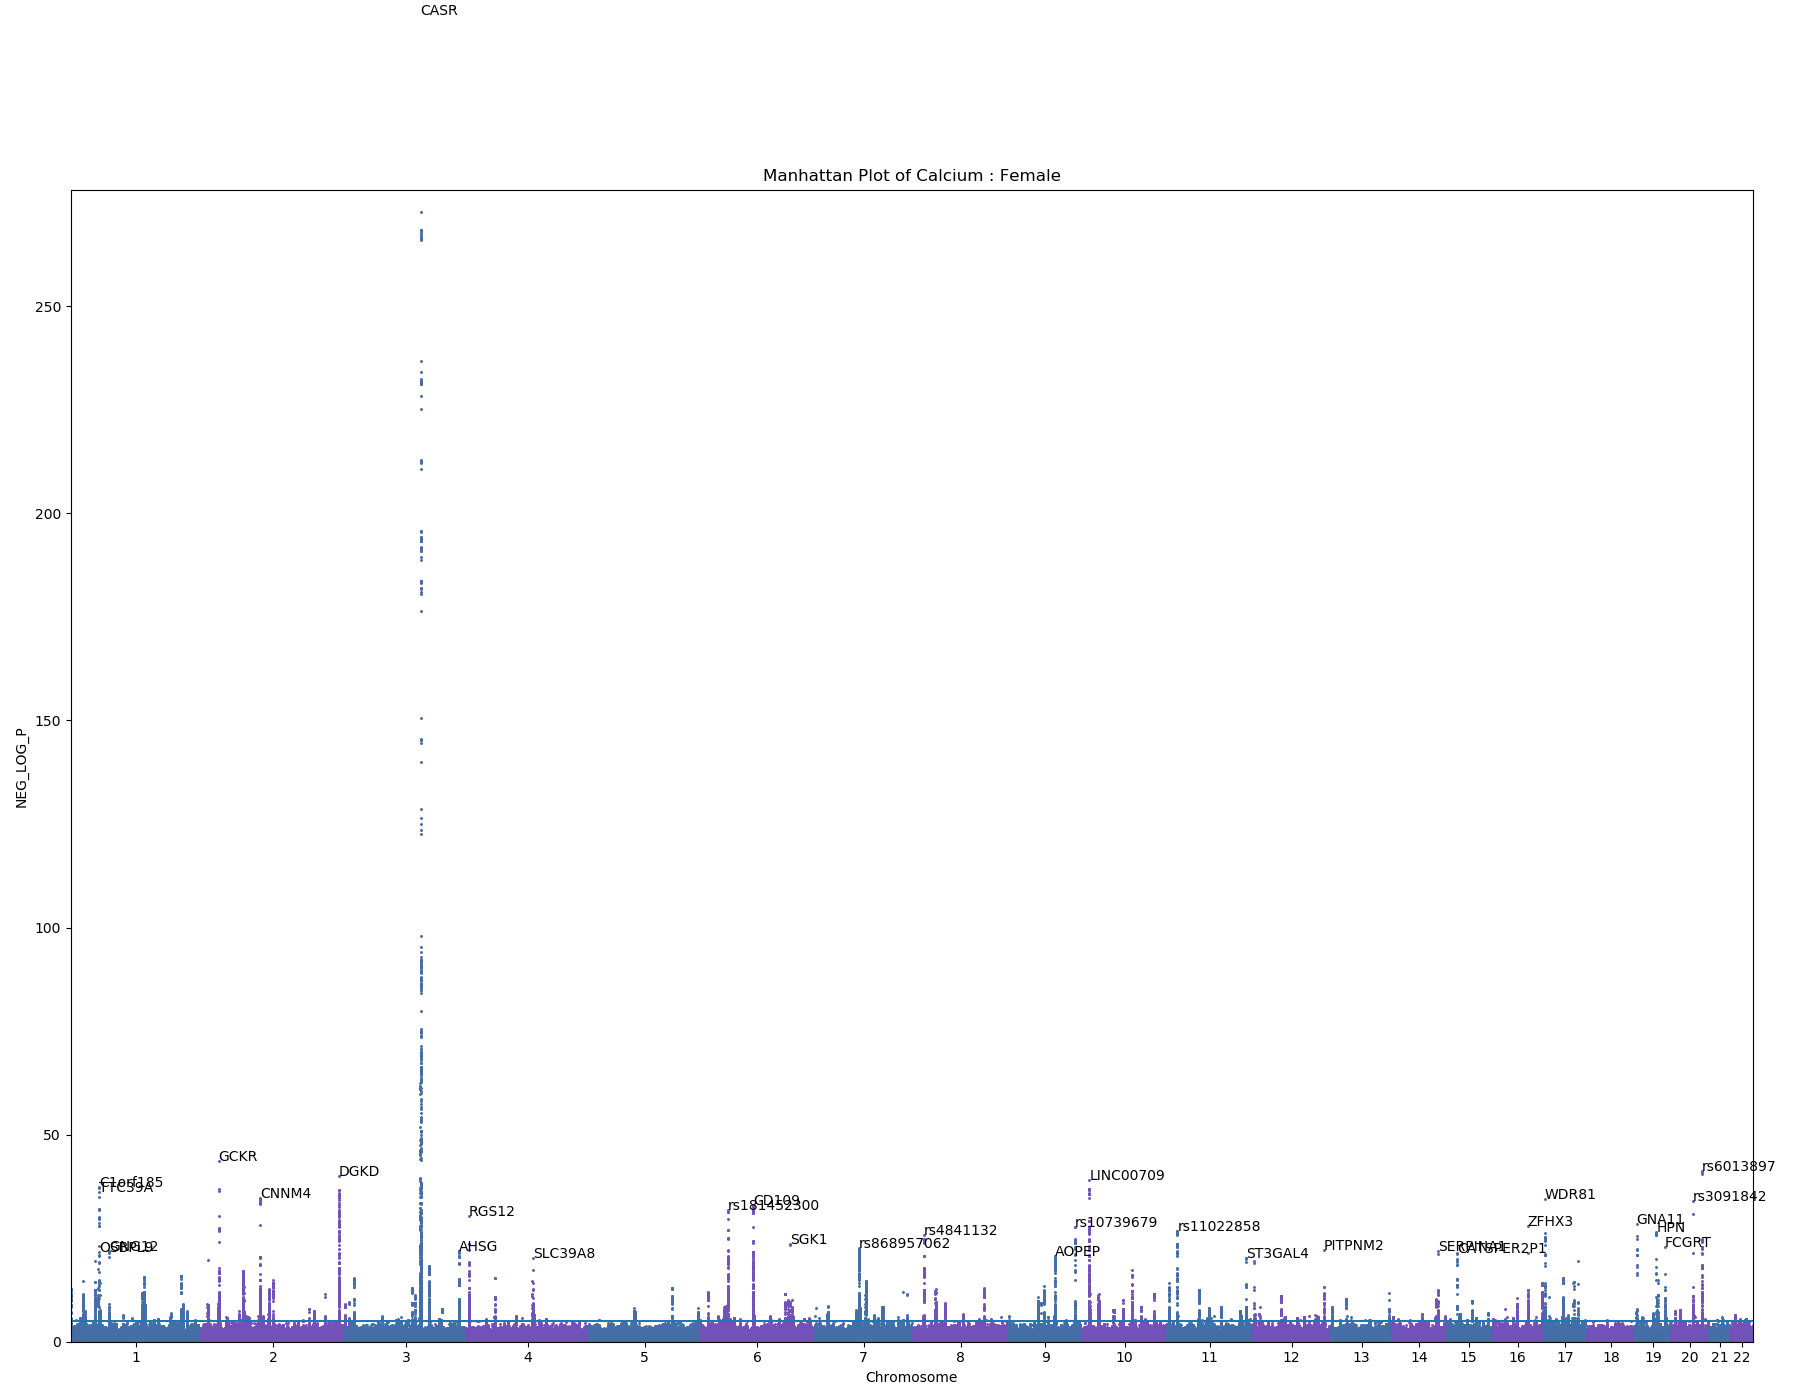 CASR
Manhattan Plot of Calcium : Female
NEG_LOG_P
250
200
150
100
50
0
GCKR
rs6013897
DGKD
LINC00709
C1orf185
TTC39A
CNNM4
WDR81
rs3091842
CD109
rs181452300
RGS12
GNA11
ZFHX3
rs10739679
rs11022858
HPN
rs4841132
SGK1
rs868957062
FCGRT
OSBPL9
GNG12
AHSG
PITPNM2
SERPINA1
CATSPER2P1
AOPEP
SLC39A8
ST3GAL4
1 2 3 4 5 6 7 8 9 10 11 12 13 14 15 16 17 18 19 20 21 22
Chromosome